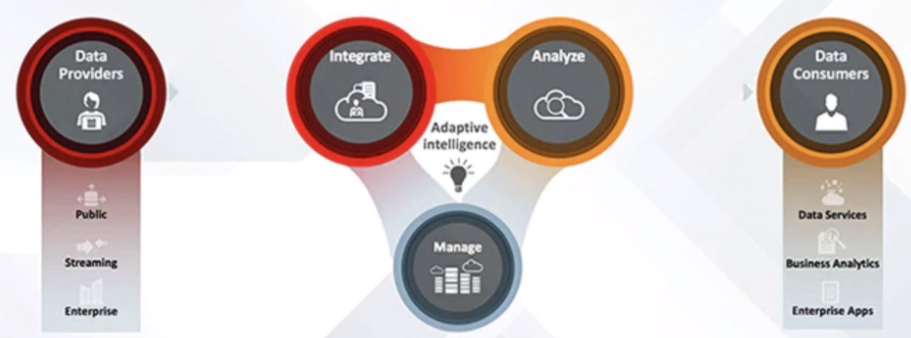 Data
Providers
Public
Streaming
Enterprise
Integrate
Analyze
Adaptive
intelligence
Manage
Data
Consumers
Data Services
Business Analytics
Enterprise Apps